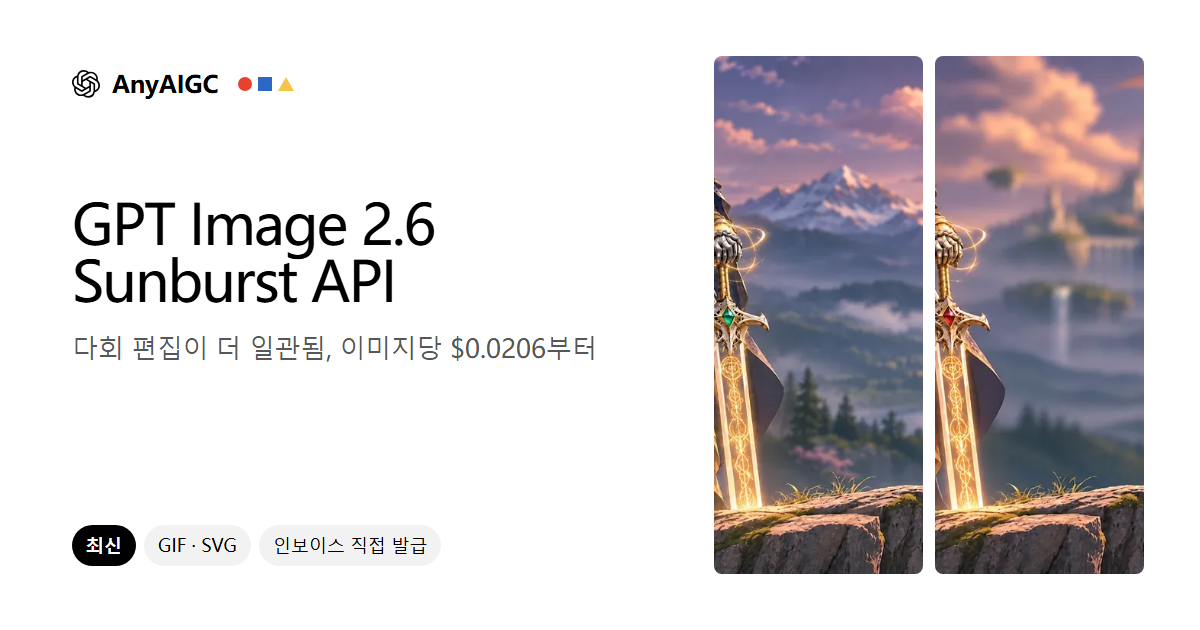 AnyAIGC
GPT Image 2.6
Sunburst API
다회 편집이 더 일관됨, 이미지당 $0.0206부터
최신
GIF · SVG
인보이스 직접 발급